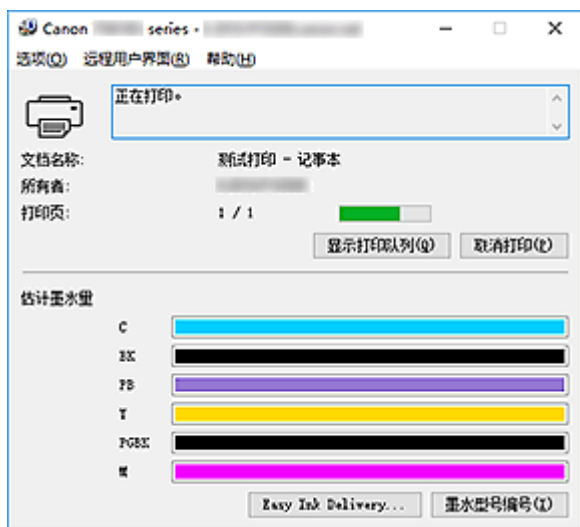 Canon series -
选项(O) 远程用户界面(R) 帮助(H)
正在打印。
文档名称: 测试打印 - 记事本
所有者:
打印页: 1 / 1
显示打印队列(Q) 取消打印(P)
估计墨水量
C
BK
PB
Y
PGBK
M
Easy Ink Delivery... 墨水型号编号(I)